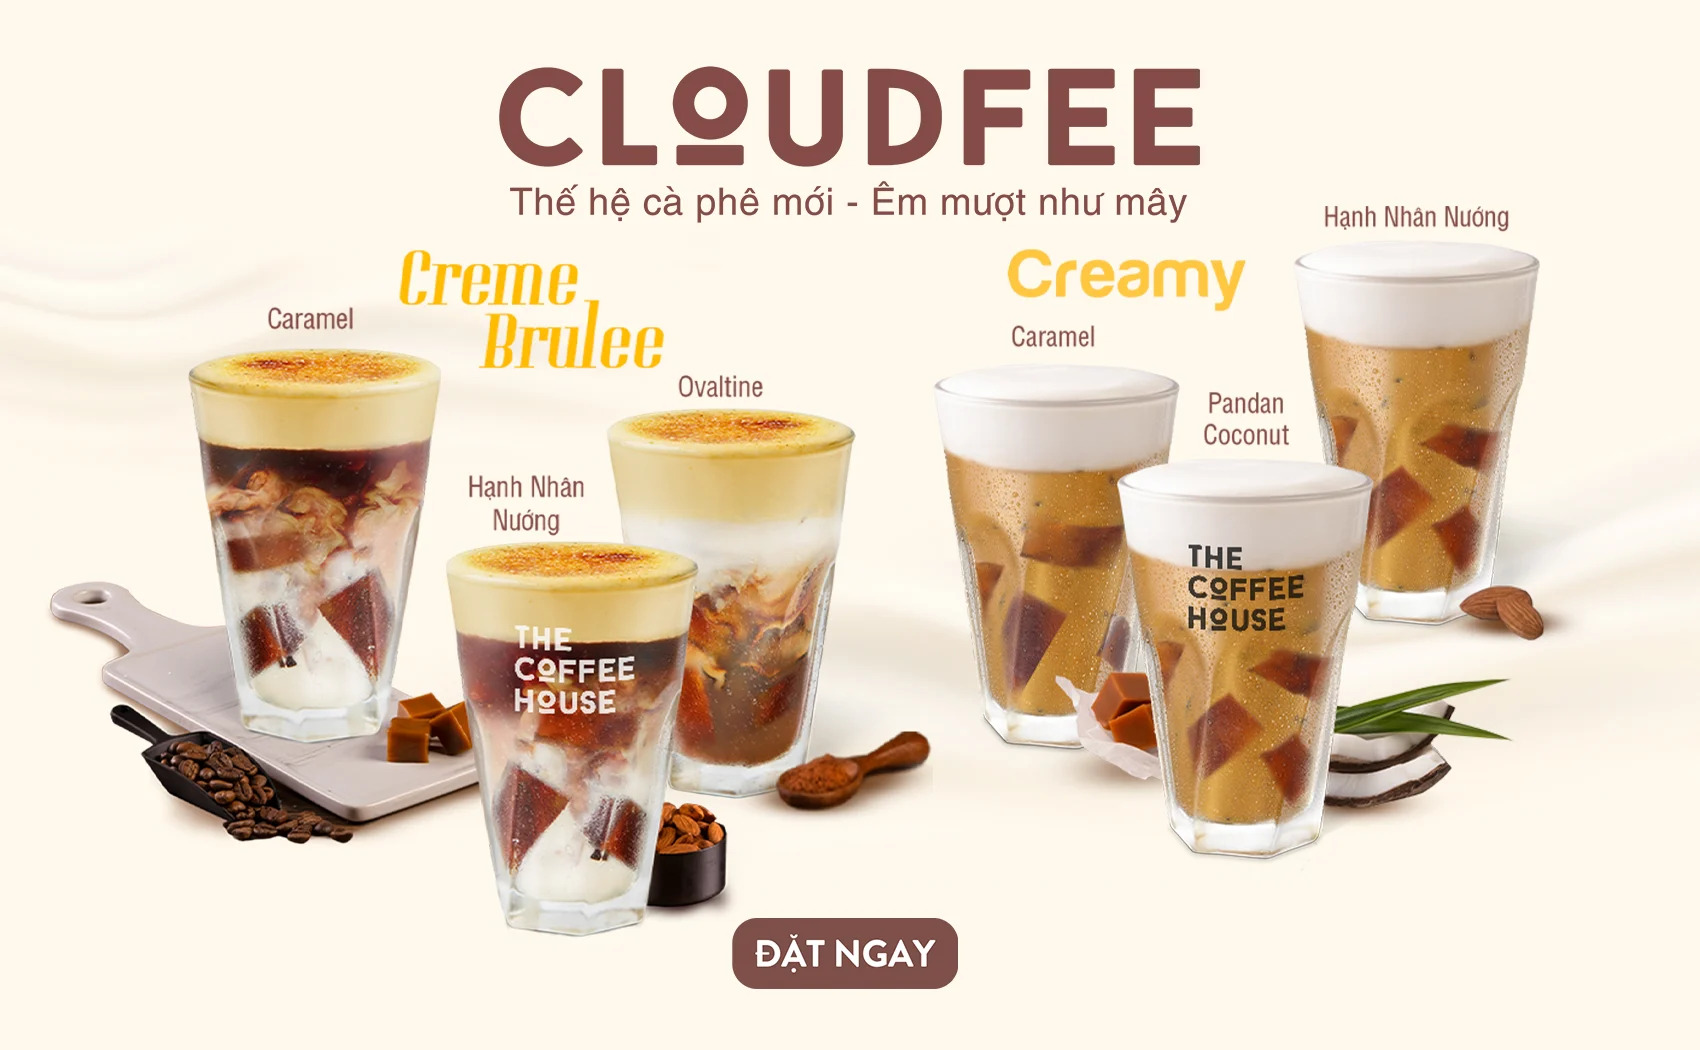 CLOUDFEE
Thế hệ cà phê mới - Êm mượt như mây
Creme
Brulee
Caramel
Hạnh Nhân
Nướng
Ovaltine
THE
COFFEE
HOUSE
Creamy
Caramel
Pandan
Coconut
Hạnh Nhân Nướng
THE
COFFEE
HOUSE
ĐẶT NGAY